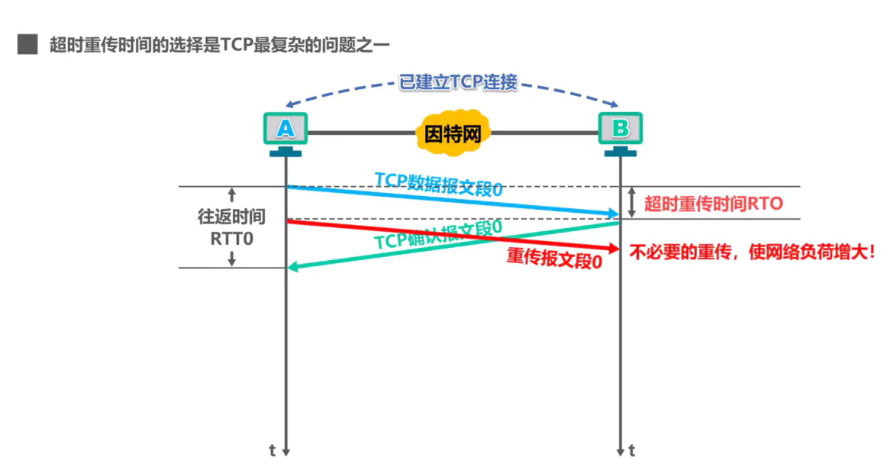 超时重传时间的选择是TCP最复杂的问题之一
已建立TCP连接
A
因特网
B
TCP数据报文段0
往返时间
RTT0
超时重传时间RTO
TCP确认报文段0
重传报文段0
不必要的重传，使网络负荷增大！
t
t